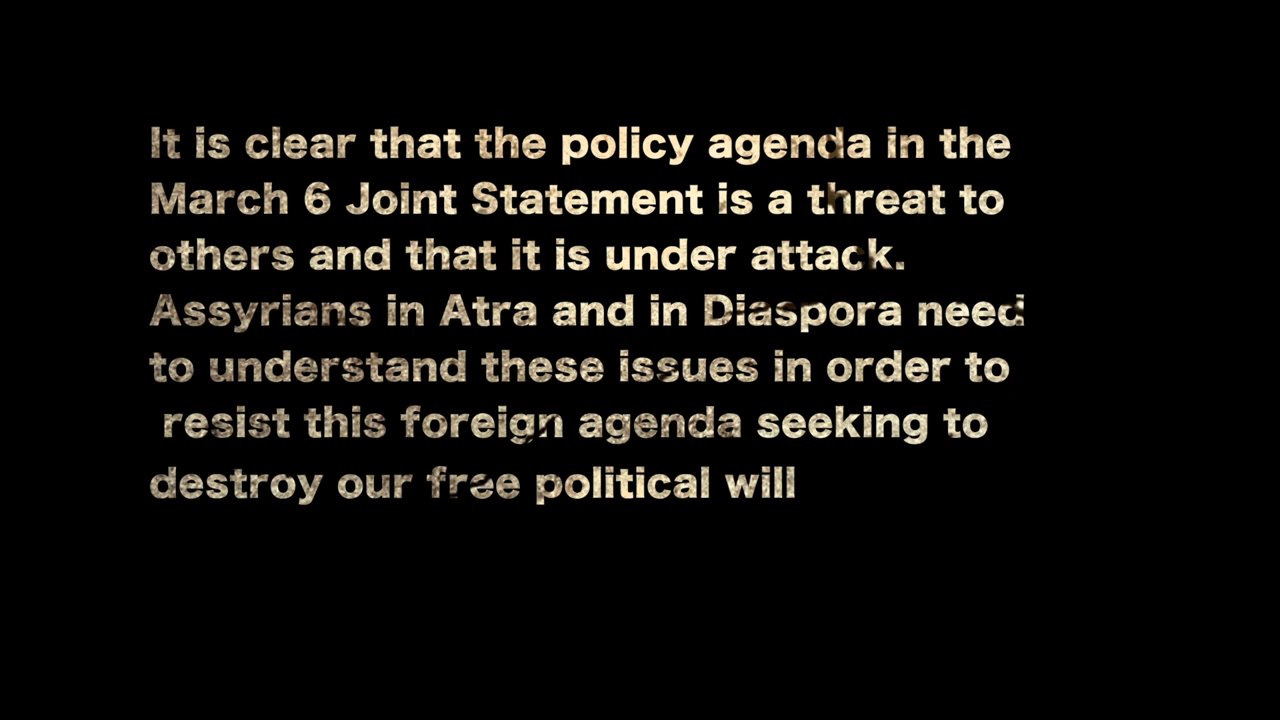 It is clear that the policy agenda in the
March 6 Joint Statement is a threat to
others and that it is under attack.
Assyrians in Atra and in Diaspora need
to understand these issues in order to
resist this foreign agenda seeking to
destroy our free political will